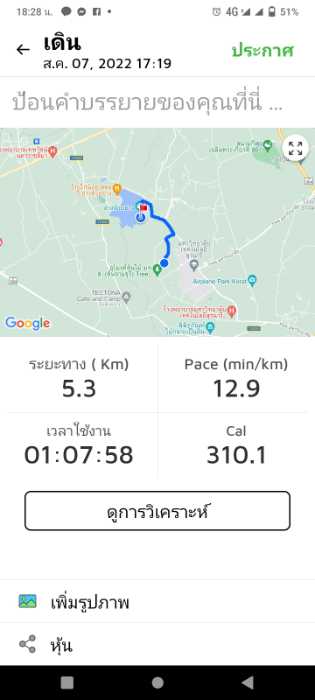 18:28 น.
4G
51%
เดิน
ส.ค. 07, 2022 17:19
ประกาศ
ป้อนคำบรรยายของคุณที่นี่ ...
Airplane Park Korat
Google
ระยะทาง ( Km)
Pace (min/km)
5.3
12.9
เวลาใช้งาน
Cal
01:07:58
310.1
ดูการวิเคราะห์
เพิ่มรูปภาพ
หุ้น